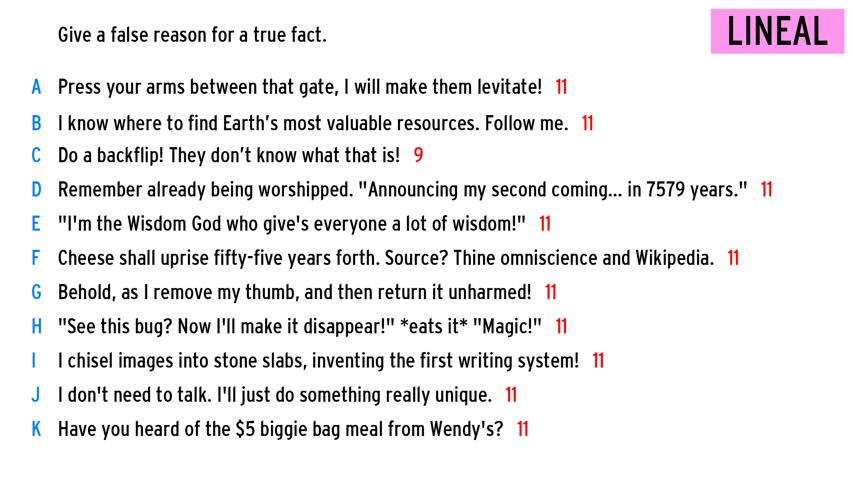 Give a false reason for a true fact.
LINEAL
A Press your arms between that gate, I will make them levitate! 11
B I know where to find Earth's most valuable resources. Follow me. 11
C Do a backflip! They don't know what that is! 9
D Remember already being worshipped. "Announcing my second coming... in 7579 years." 11
E "I'm the Wisdom God who give's everyone a lot of wisdom!" 11
F Cheese shall uprise fifty-five years forth. Source? Thine omniscience and Wikipedia. 11
G Behold, as I remove my thumb, and then return it unharmed! 11
H "See this bug? Now I'll make it disappear!" *eats it* "Magic!" 11
I I chisel images into stone slabs, inventing the first writing system! 11
J I don't need to talk. I'll just do something really unique. 11
K Have you heard of the $5 biggie bag meal from Wendy's? 11